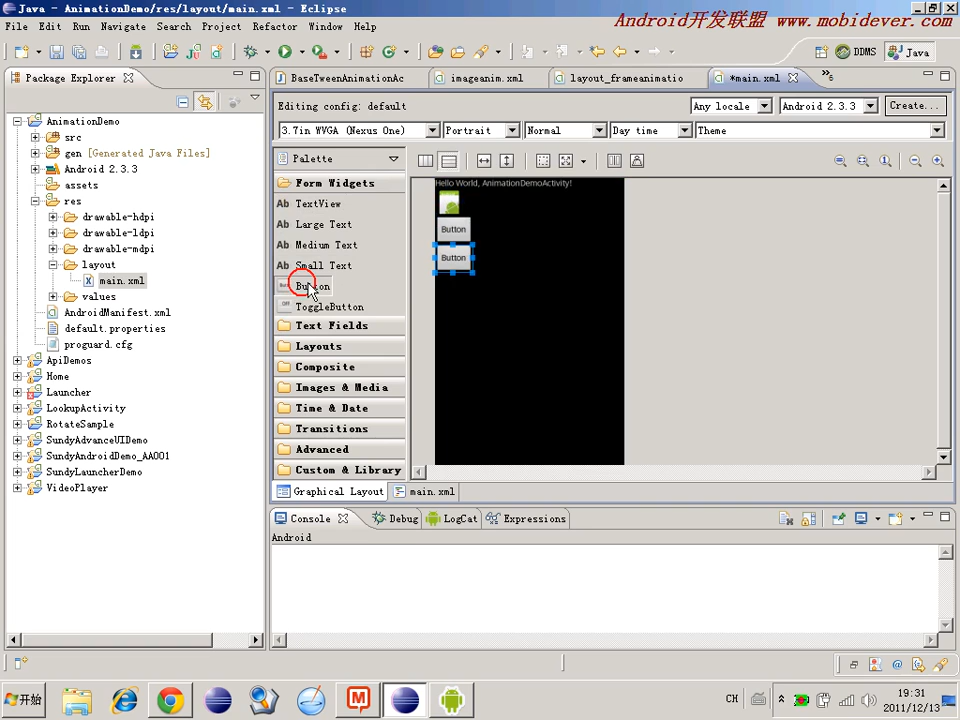 Java - AnimationDemo/res/layout/main.xml - Eclipse
File Edit Run Navigate Search Project Refactor Window Help
Android开发联盟 www.mobidever.com
DDMS
Java
Package Explorer
BaseTweenAnimationAc
imageanim.xml
layout_frameanimatio
*main.xml
»5
AnimationDemo
src
gen [Generated Java Files]
Android 2.3.3
assets
res
drawable-hdpi
drawable-ldpi
drawable-mdpi
layout
main.xml
values
AndroidManifest.xml
default.properties
proguard.cfg
ApiDemos
Home
Launcher
LookupActivity
RotateSample
SundyAdvanceUIDemo
SundyAndroidDemo_AA001
SundyLauncherDemo
VideoPlayer
Editing config: default
Any locale
Android 2.3.3
Create...
3.7in WVGA (Nexus One)
Portrait
Normal
Day time
Theme
Palette
Form Widgets
Ab TextView
Ab Large Text
Ab Medium Text
Ab Small Text
Button
ToggleButton
Text Fields
Layouts
Composite
Images & Media
Time & Date
Transitions
Advanced
Custom & Library
Hello World, AnimationDemoActivity!
Button
Button
Graphical Layout
main.xml
Console
Debug
LogCat
Expressions
Android
开始
CH
19:31
2011/12/13